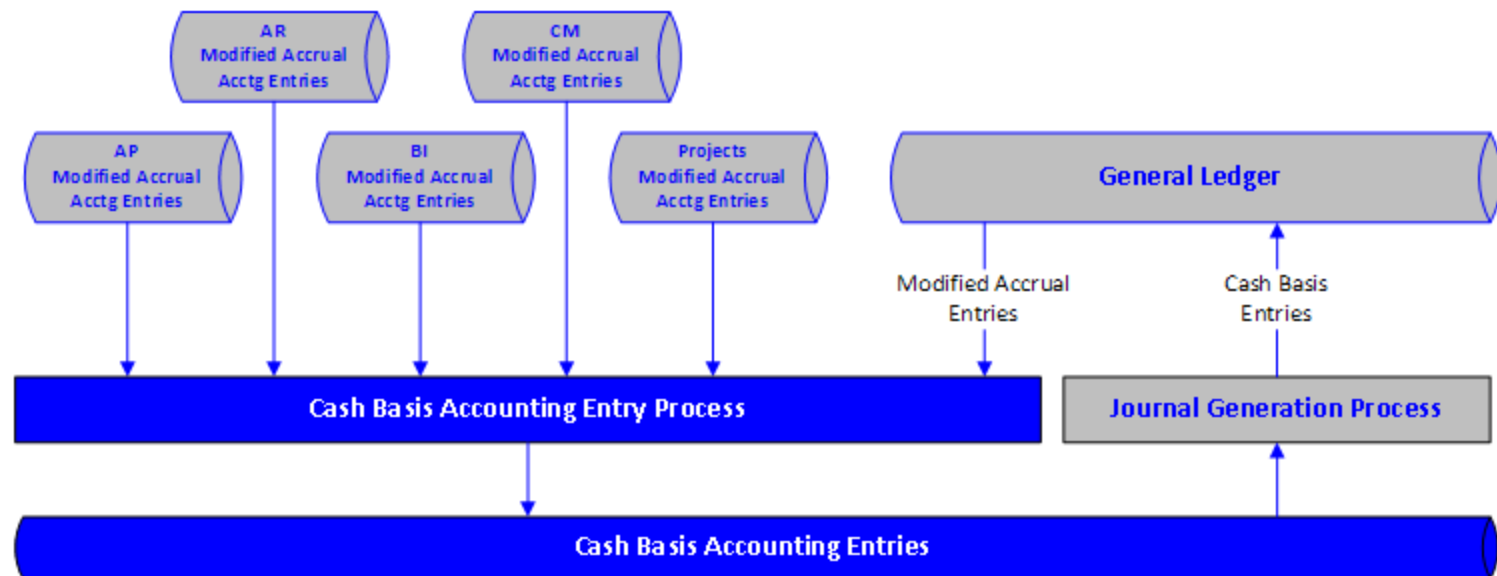 AR
Modified Accrual
Acctg Entries
CM
Modified Accrual
Acctg Entries
AP
Modified Accrual
Acctg Entries
BI
Modified Accrual
Acctg Entries
Projects
Modified Accrual
Acctg Entries
General Ledger
Modified Accrual
Entries
Cash Basis
Entries
Cash Basis Accounting Entry Process
Journal Generation Process
Cash Basis Accounting Entries